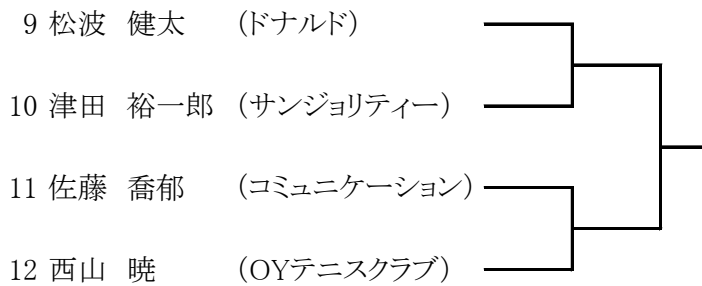 9 松波 健太 (ドナルド)
10 津田 裕一郎 (サンジョリティー)
11 佐藤 喬郁 (コミュニケーション)
12 西山 暁 (OYテニスクラブ)